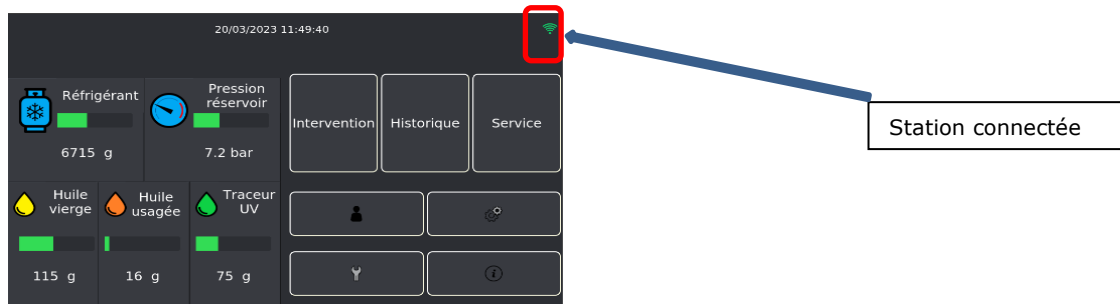 20/03/2023 11:49:40
Réfrigérant
6715 g
Pression
réservoir
7.2 bar
Intervention
Historique
Service
Station connectée
Huile
vierge
115 g
Huile
usagée
16 g
Traceur
UV
75 g